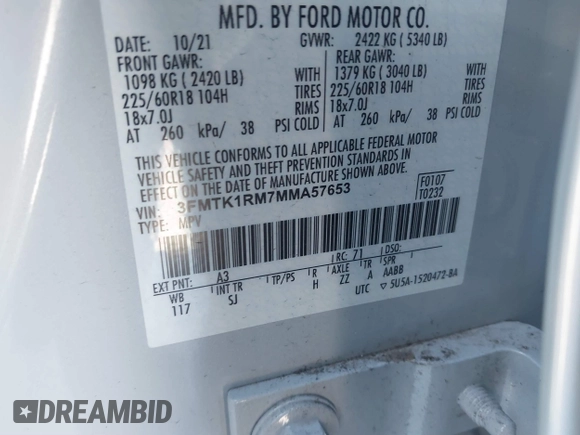 MFD. BY FORD MOTOR CO.
DATE: 10/21 GVWR: 2422 KG (5340 LB)
FRONT GAWR: REAR GAWR:
1098 KG (2420 LB) WITH 1379 KG (3040 LB) WITH
225/60R18 104H TIRES 225/60R18 104H TIRES
18x7.0J RIMS 18x7.0J RIMS
AT 260 kPa/ 38 PSI COLD AT 260 kPa/ 38 PSI COLD
THIS VEHICLE CONFORMS TO ALL APPLICABLE FEDERAL MOTOR
VEHICLE SAFETY AND THEFT PREVENTION STANDARDS IN
EFFECT ON THE DATE OF MANUFACTURE SHOWN ABOVE.
VIN: 3FMTK1RM7MMA57653 F0107
TYPE: MPV T0232
EXT PNT: A3 RC: 71 DSO:
WB INT TR TP/PS R AXLE TR SPR
117 SJ H ZZ A AABB
UTC ▽ 5U5A-1520472-BA
DREAMBID